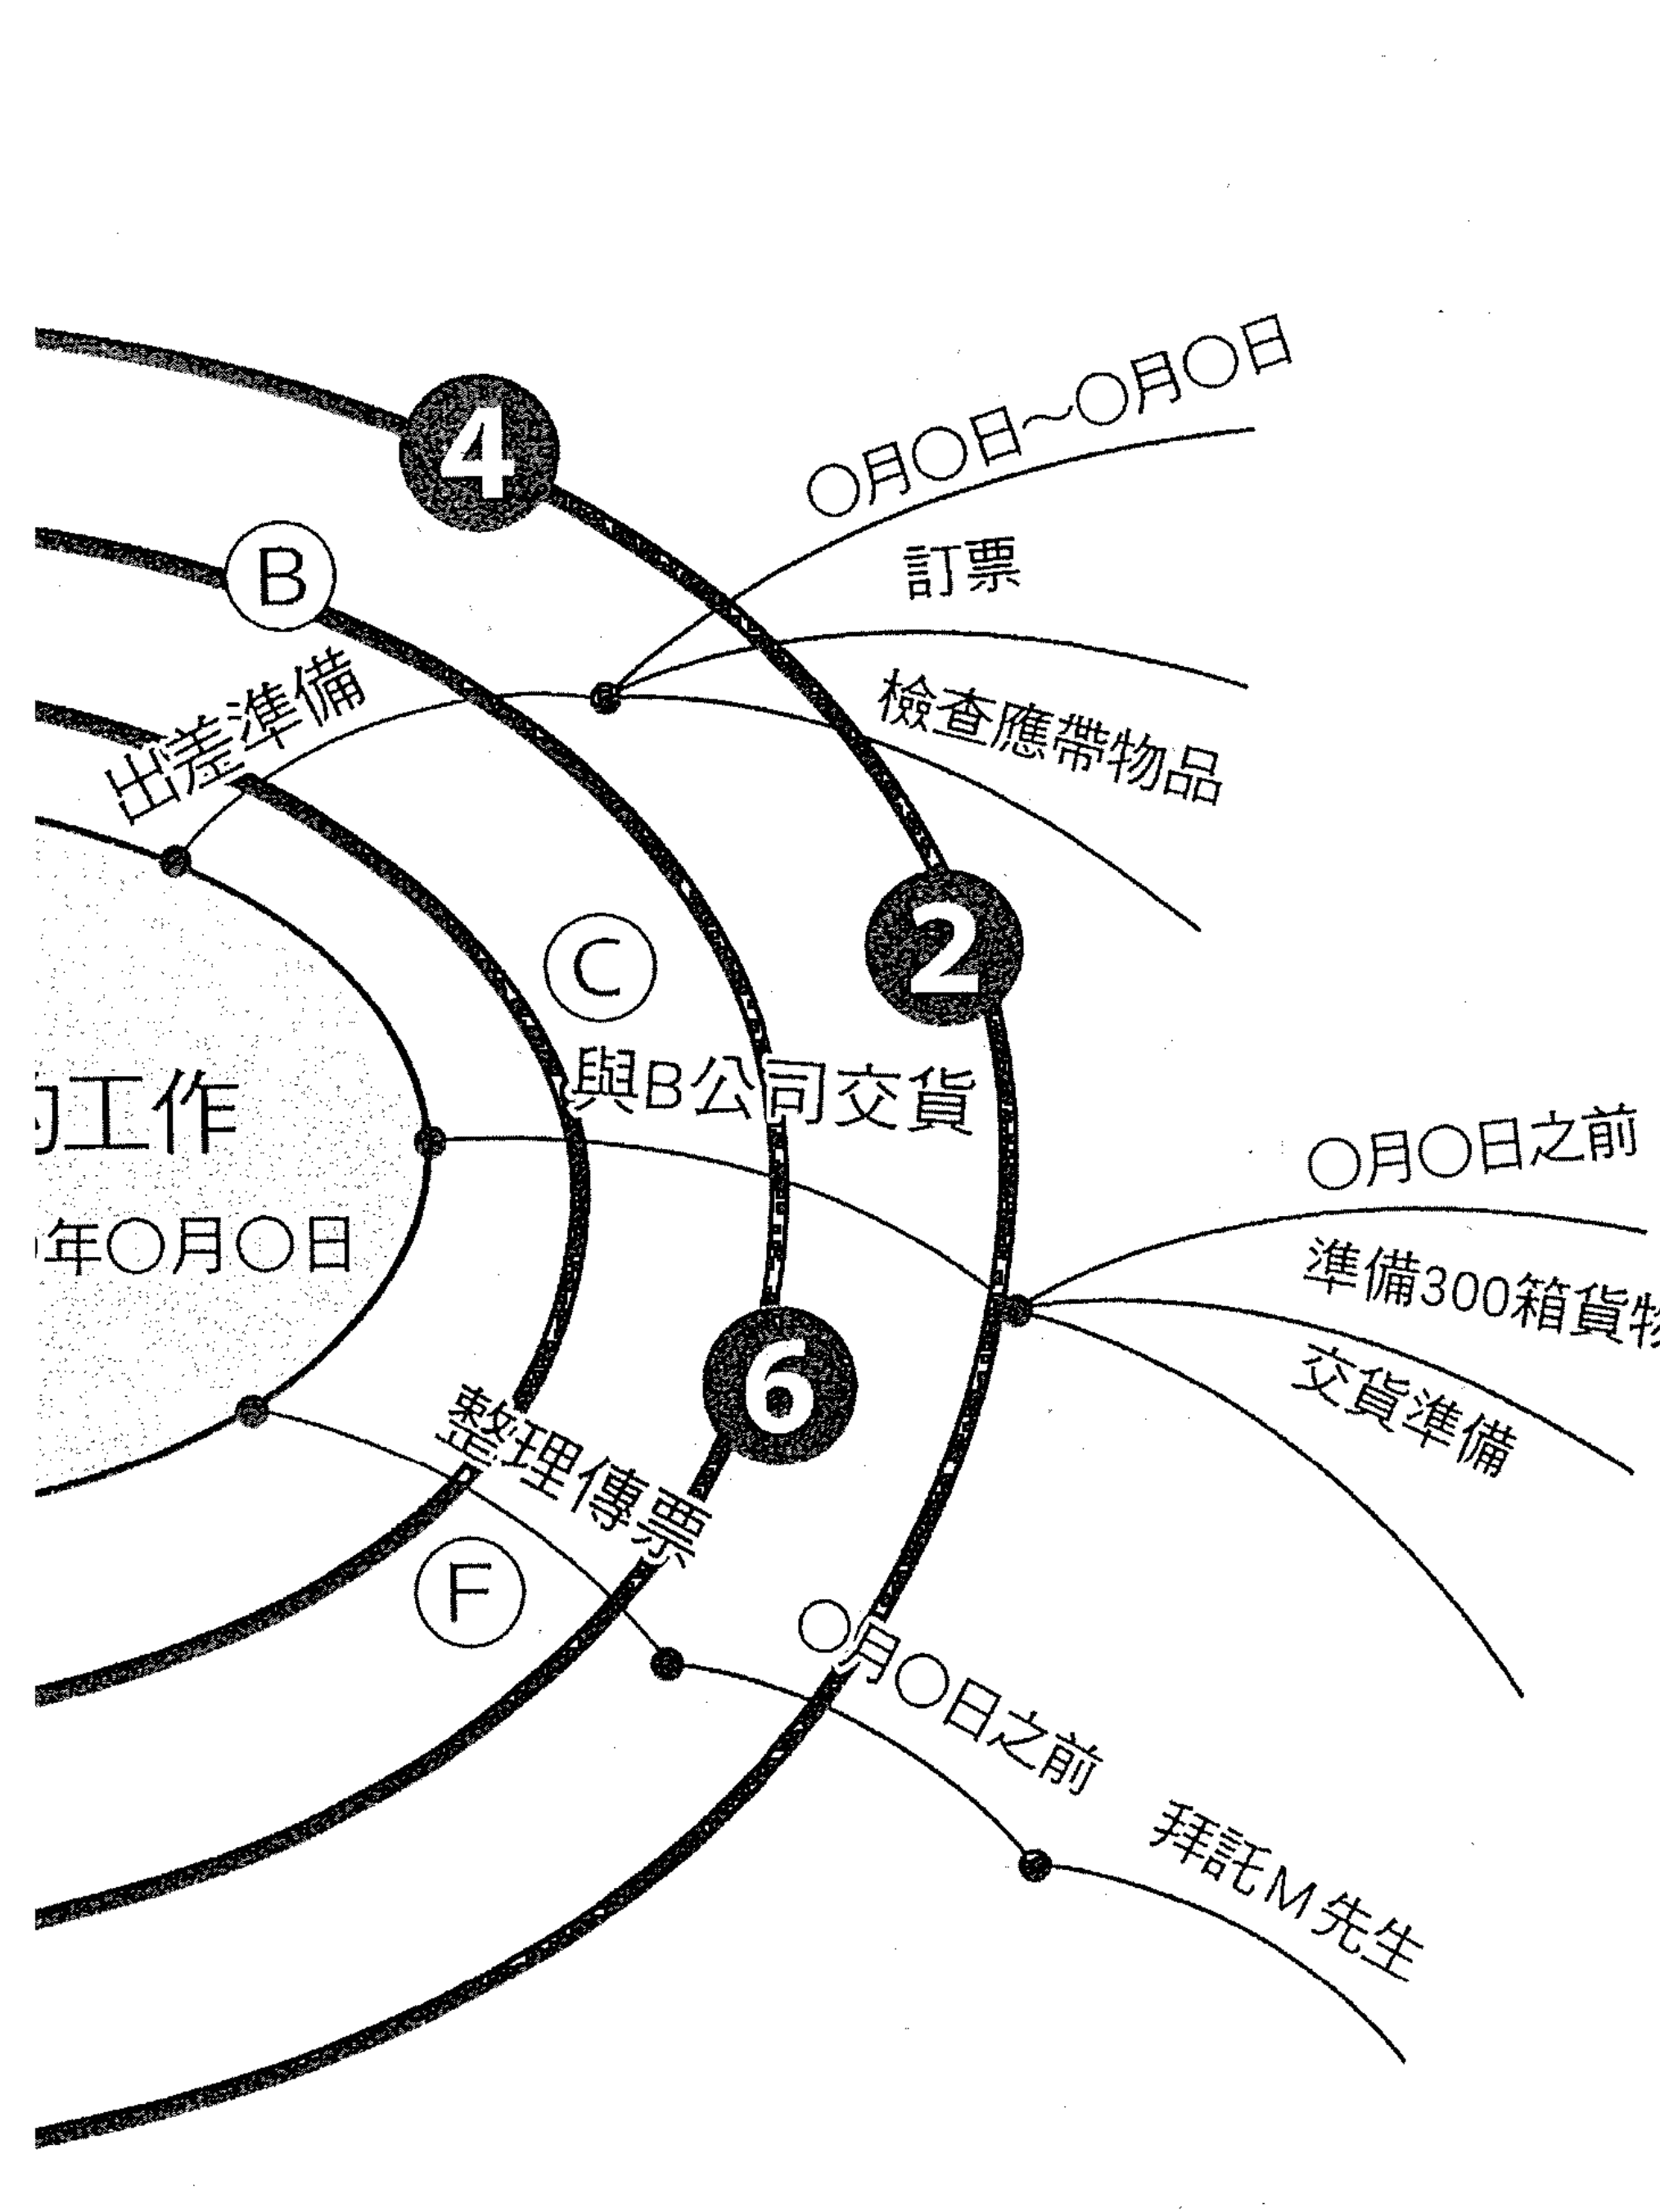 4
〇月〇日～〇月〇日
訂票
B
檢查應帶物品
出差準備
2
C
與B公司交貨
的工作
〇月〇日之前
年〇月〇日
準備300箱貨物
6
交貨準備
整理傳票
F
〇月〇日之前
拜託M先生